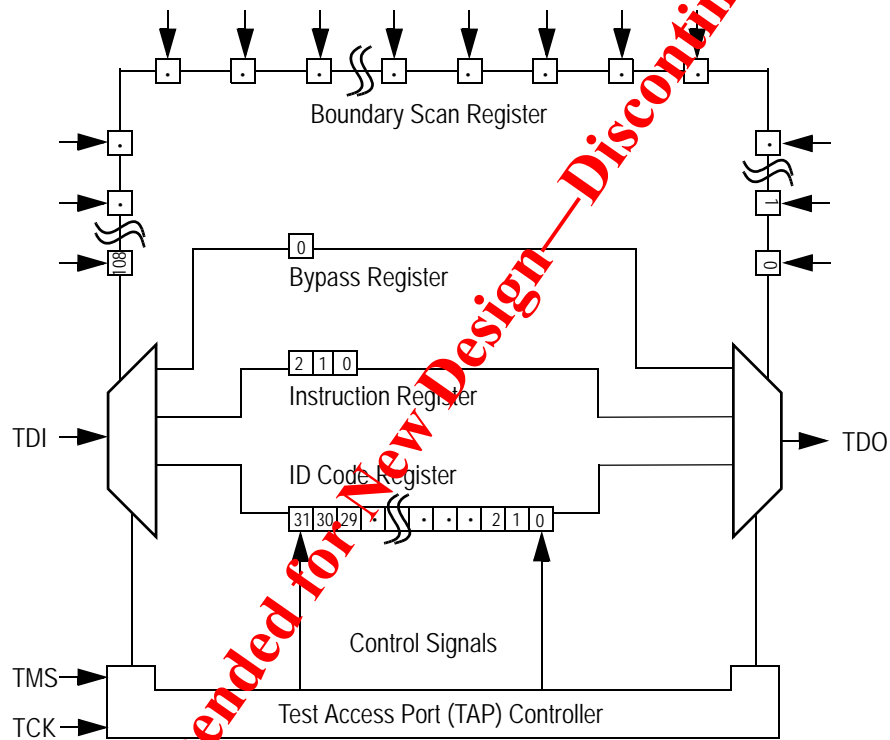 Boundary Scan Register
1
108
0
0
Bypass Register
2 1 0
Instruction Register
TDI
TDO
ID Code Register
31 30 29 · · · · 2 1 0
Control Signals
TMS
Test Access Port (TAP) Controller
TCK
ended for New Design—Discontin